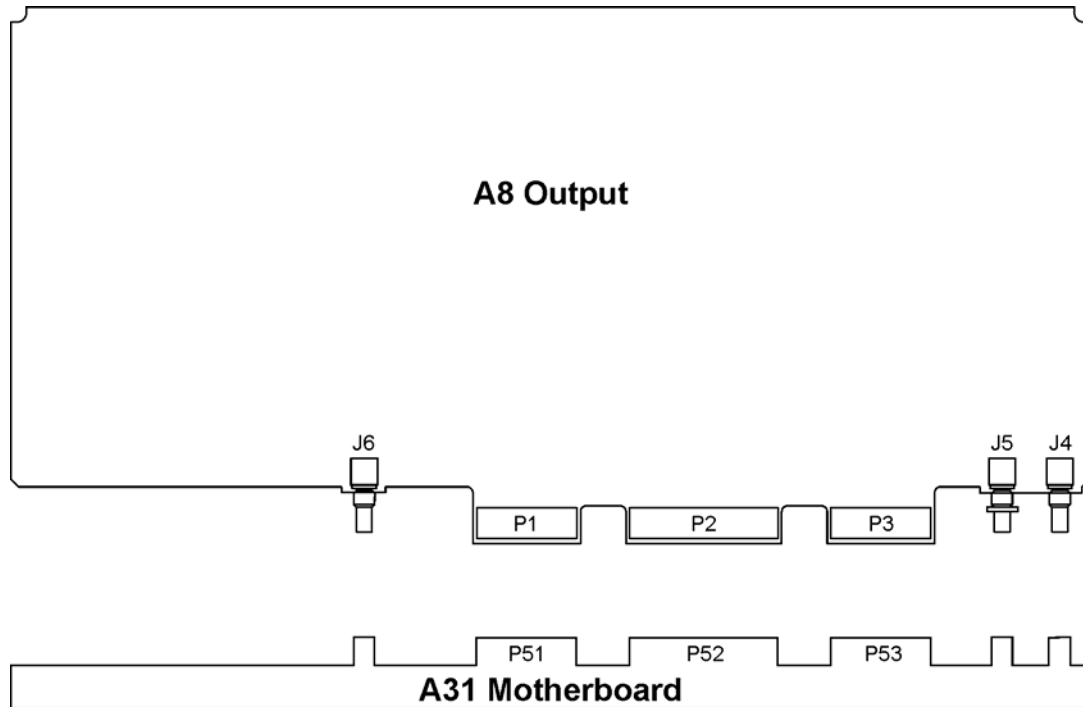 A8 Output
J6
J5 J4
P1 P2 P3
P51 P52 P53
A31 Motherboard